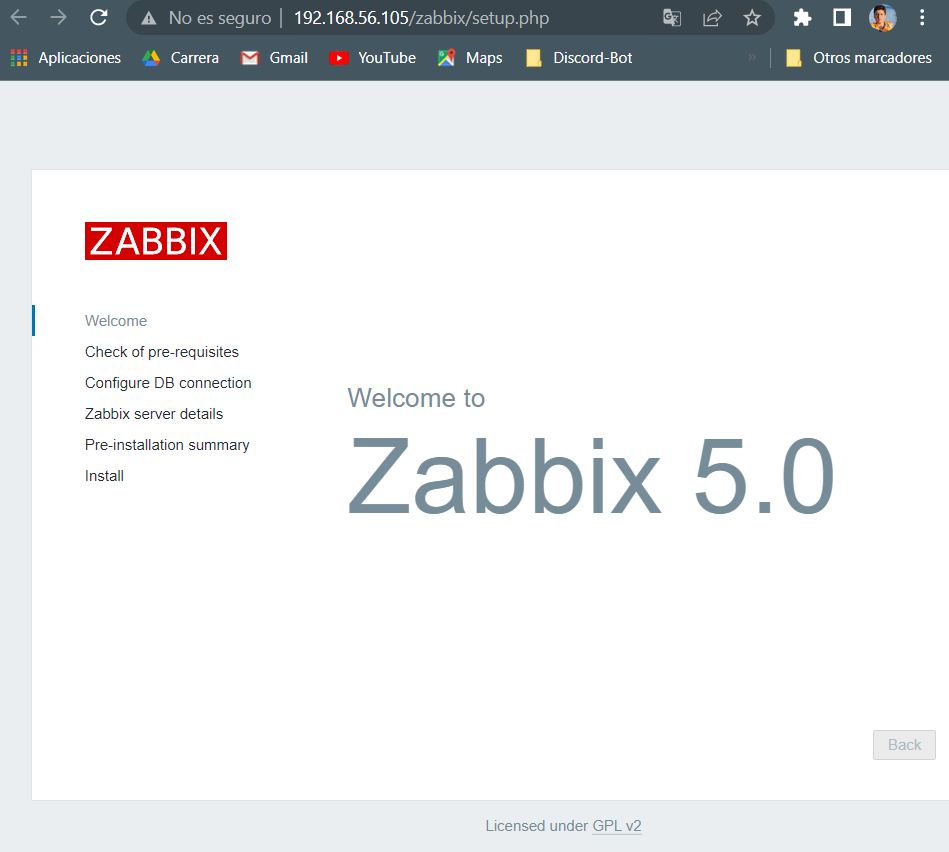 No es seguro | 192.168.56.105/zabbix/setup.php
Aplicaciones Carrera Gmail YouTube Maps Discord-Bot » Otros marcadores
ZABBIX
Welcome
Check of pre-requisites
Configure DB connection
Zabbix server details
Pre-installation summary
Install
Welcome to
Zabbix 5.0
Back
Licensed under GPL v2